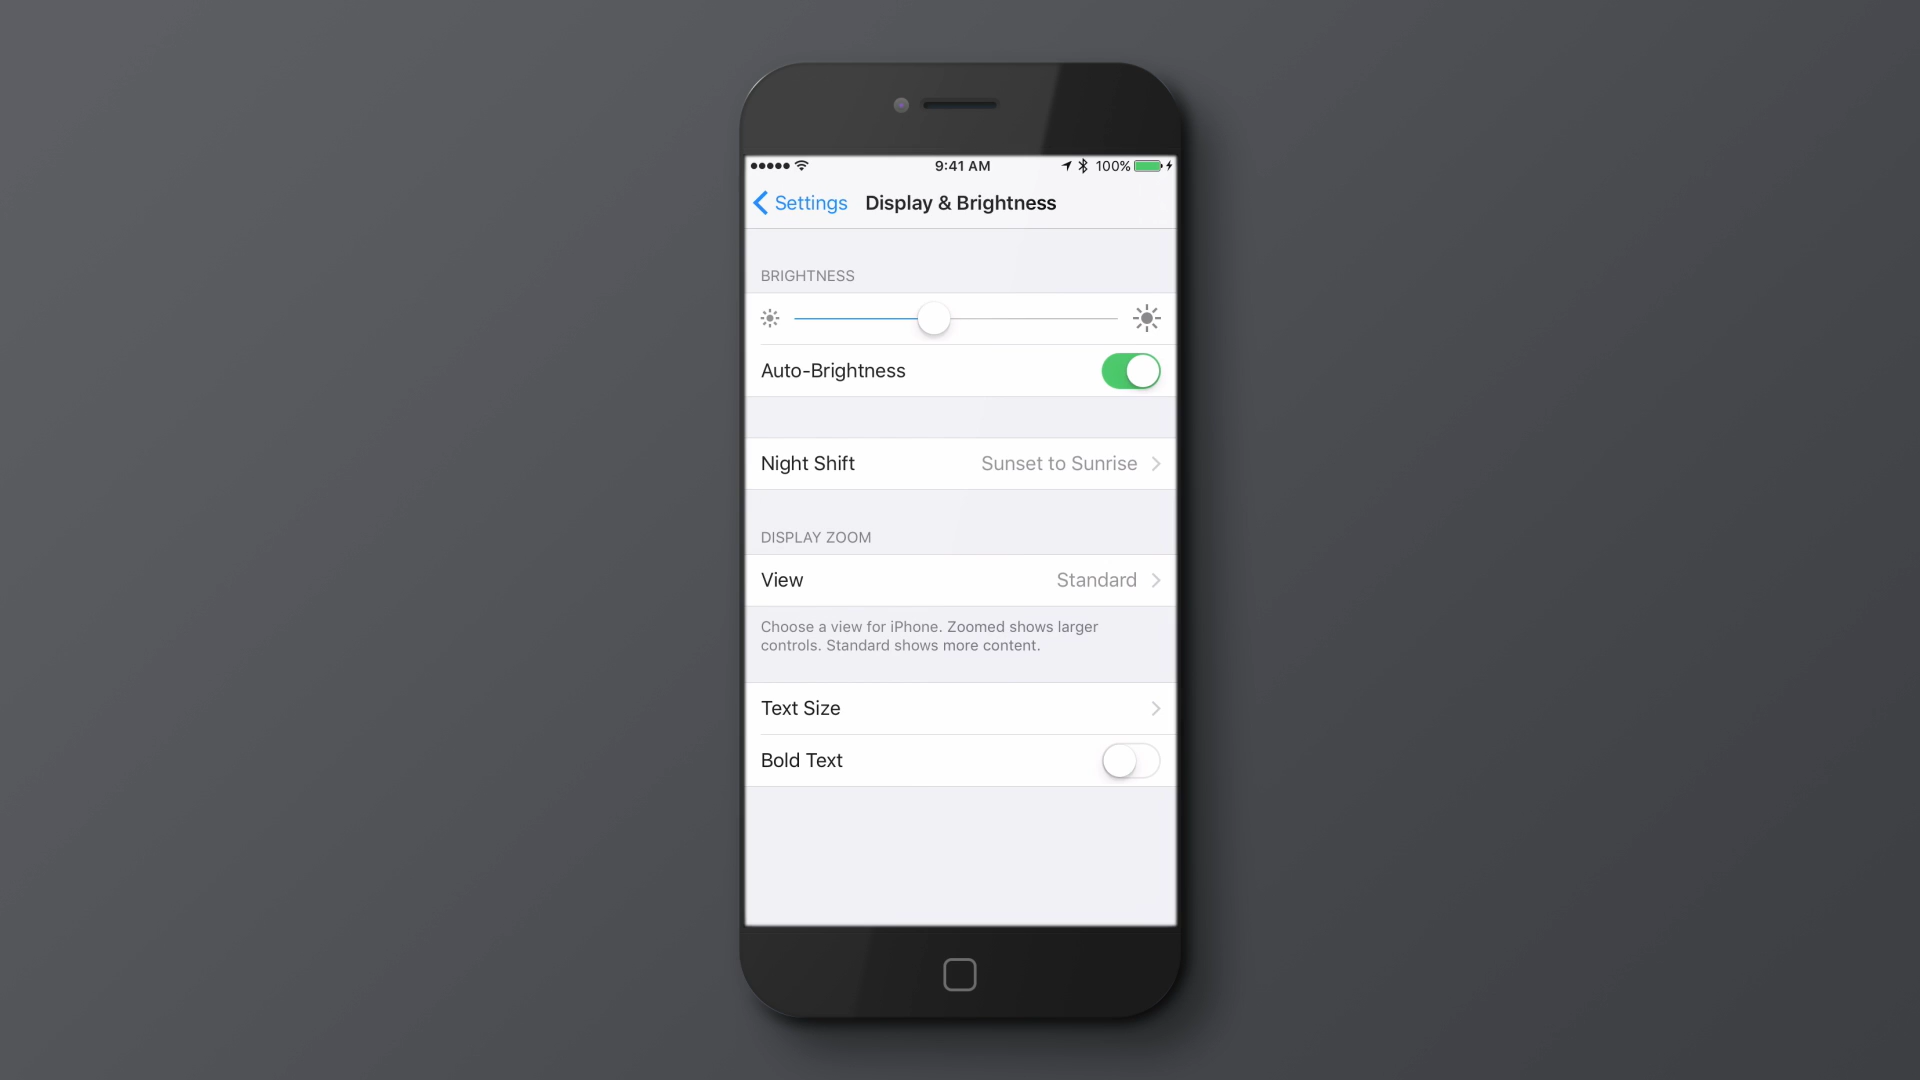 9:41 AM
100%
Settings
Display & Brightness
BRIGHTNESS
Auto-Brightness
Night Shift
Sunset to Sunrise
DISPLAY ZOOM
View
Standard
Choose a view for iPhone. Zoomed shows larger
controls. Standard shows more content.
Text Size
Bold Text